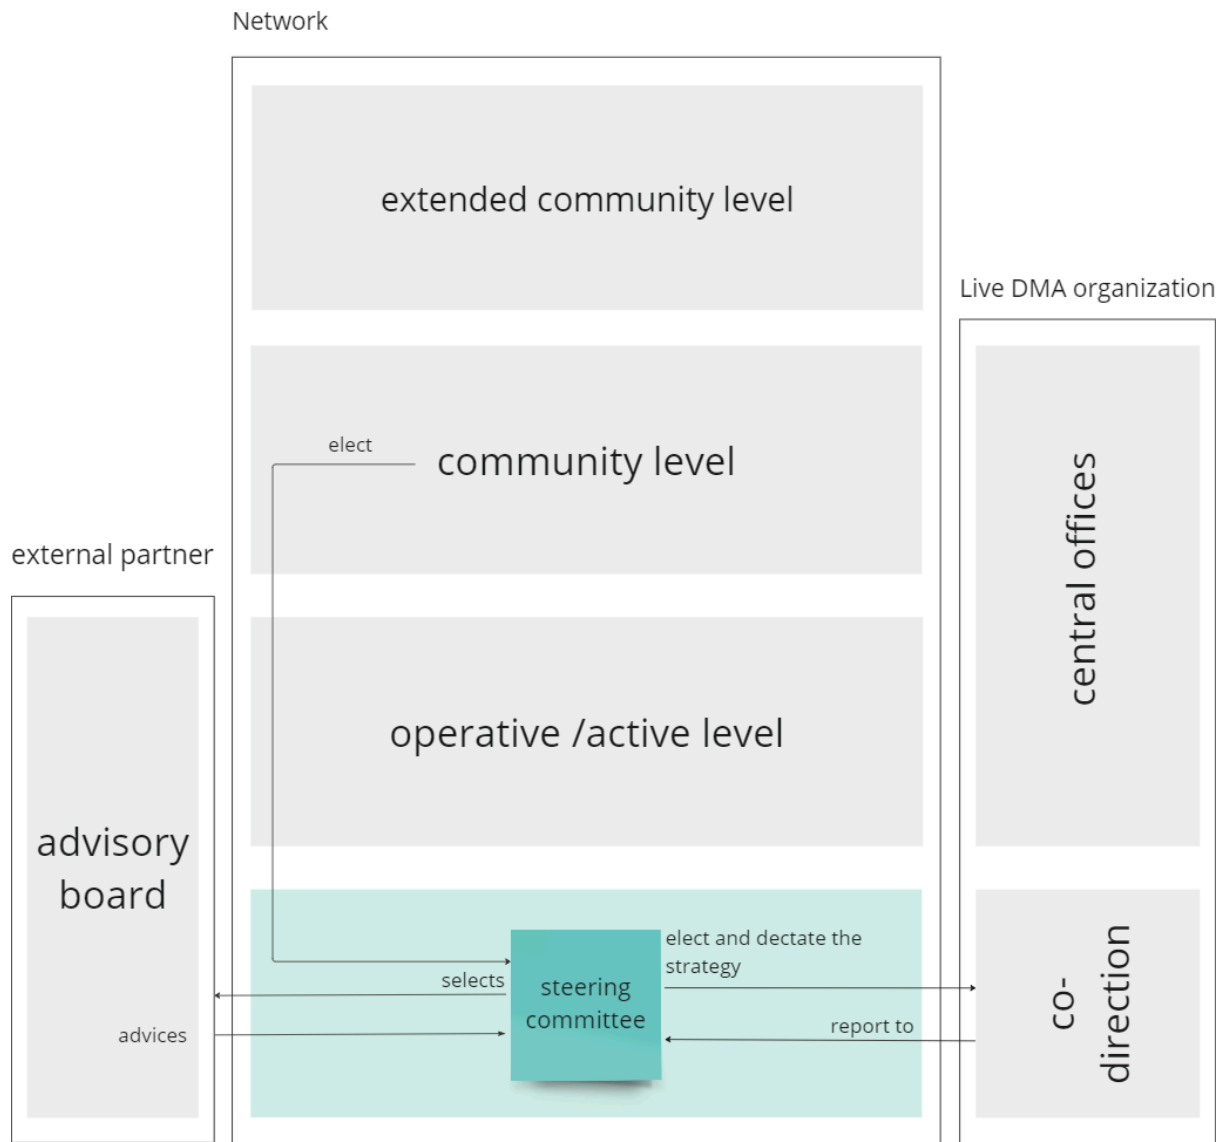 Network
extended community level
Live DMA organization
elect
community level
central offices
external partner
operative /active level
advisory
board
elect and dectate the
strategy
selects
steering
committee
advices
report to
co-
direction